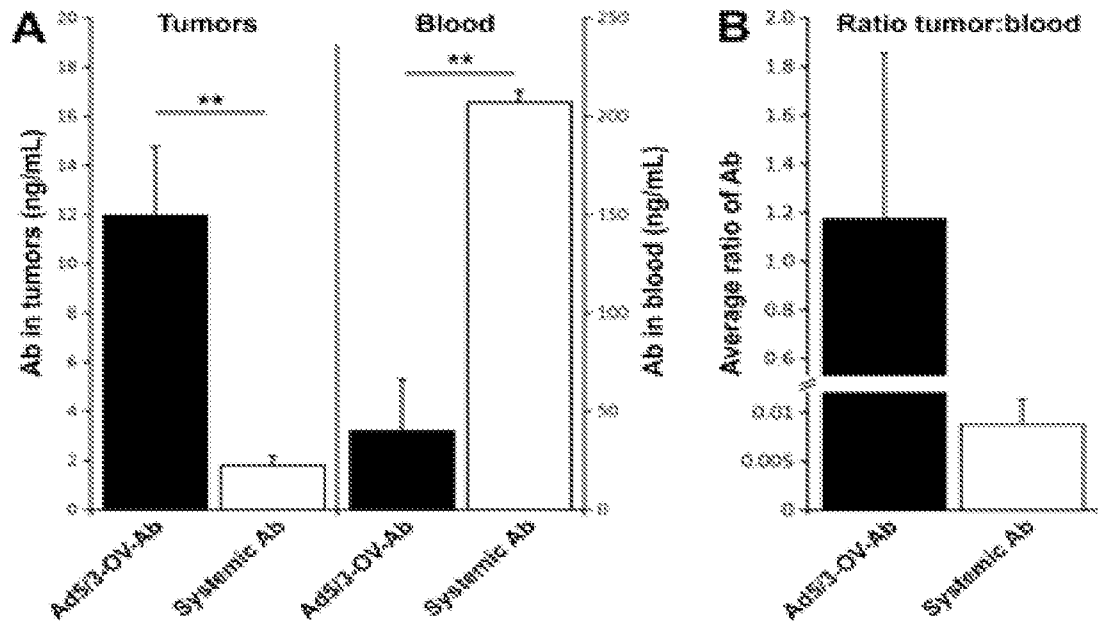 A
Tumors
Blood
**
**
Ab in tumors (ng/mL)
20
18
16
14
12
10
8
6
4
2
0
Ab in blood (ng/mL)
250
200
150
100
50
0
Ad5/3-OV-Ab
Systemic Ab
Ad5/3-OV-Ab
Systemic Ab
B
Ratio tumor:blood
Average ratio of Ab
2.0
1.8
1.6
1.4
1.2
1.0
0.8
0.6
0.01
0.005
0
Ad5/3-OV-Ab
Systemic Ab